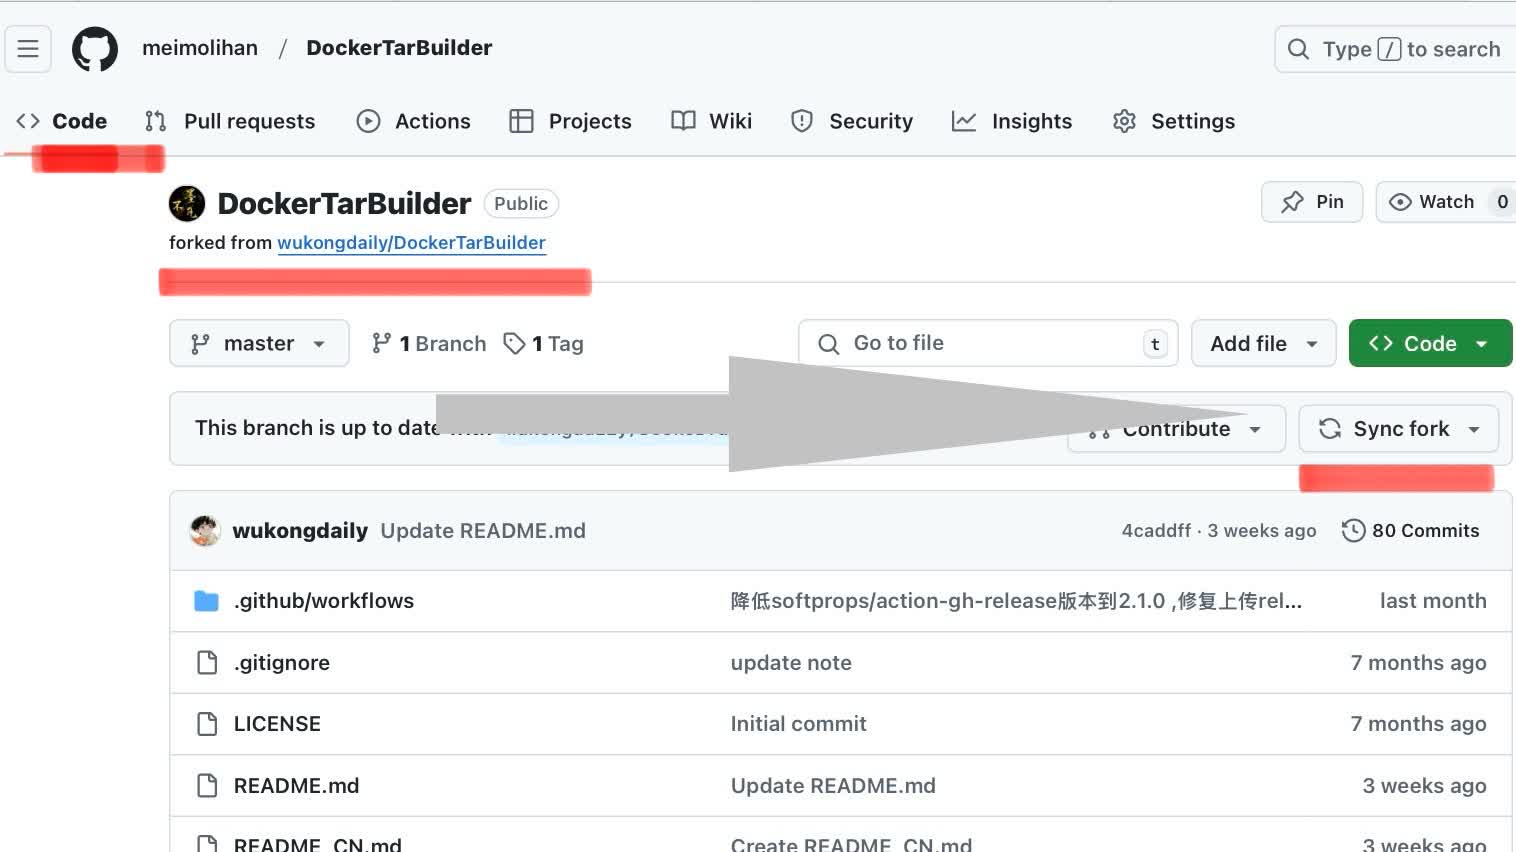 meimolihan / DockerTarBuilder
Type / to search
Code Pull requests Actions Projects Wiki Security Insights Settings
DockerTarBuilder Public
Pin Watch 0
forked from wukongdaily/DockerTarBuilder
master 1 Branch 1 Tag
Go to file t Add file Code
This branch is up to date
Contribute Sync fork
wukongdaily Update README.md 4caddff · 3 weeks ago 80 Commits
.github/workflows 降低softprops/action-gh-release版本到2.1.0 ,修复上传rel... last month
.gitignore update note 7 months ago
LICENSE Initial commit 7 months ago
README.md Update README.md 3 weeks ago
README_CN.md Create README_CN.md 3 weeks ago